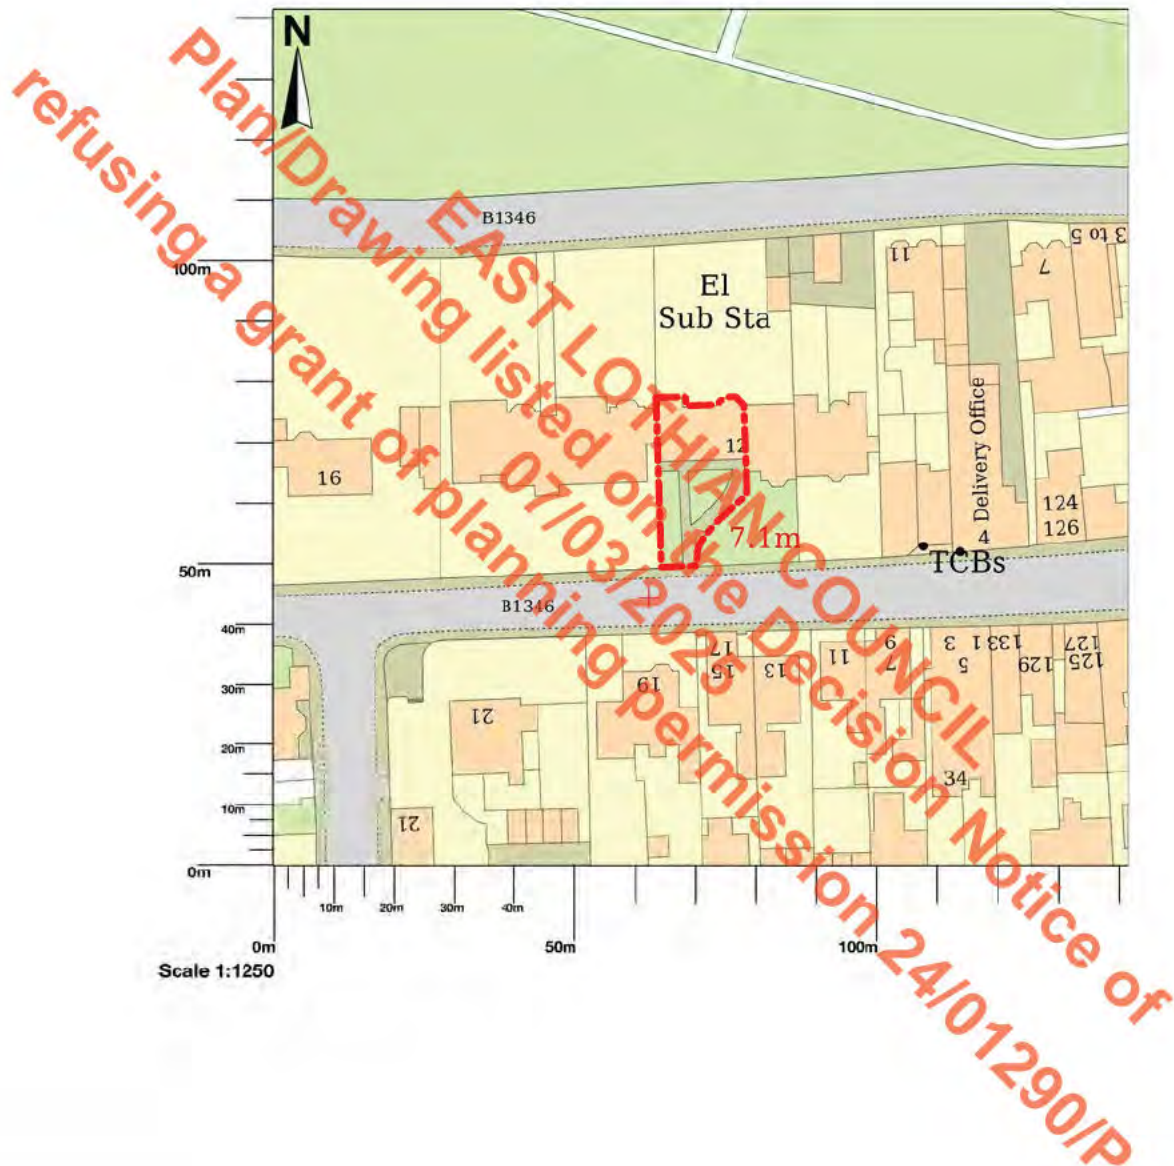 N
B1346
3 to 5
11
7
100m
El
Sub Sta
Delivery Office
12
16
124
126
4
7.1m
TCBs
50m
B1346
40m
17
15
13
11
9
7
3
1
5
133
129
127
125
19
30m
21
20m
34
10m
21
0m
10m
20m
30m
40m
0m
50m
100m
Scale 1:1250
EAST LOTHIAN COUNCIL
Plan/Drawing listed on the Decision Notice of
07/03/2025
refusing a grant of planning permission 24/01290/P